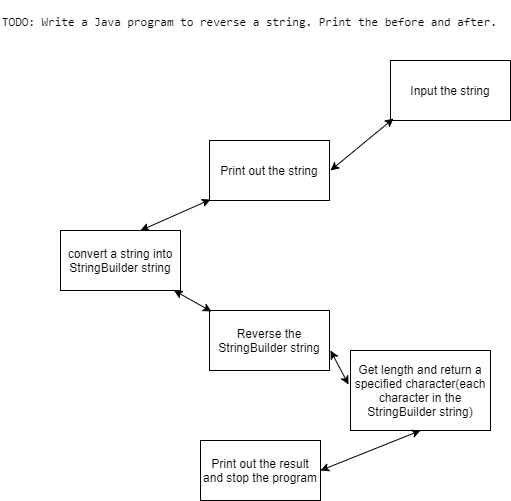 TODO: Write a Java program to reverse a string. Print the before and after.
Input the string
Print out the string
convert a string into
StringBuilder string
Reverse the
StringBuilder string
Get length and return a
specified character(each
character in the
StringBuilder string)
Print out the result
and stop the program